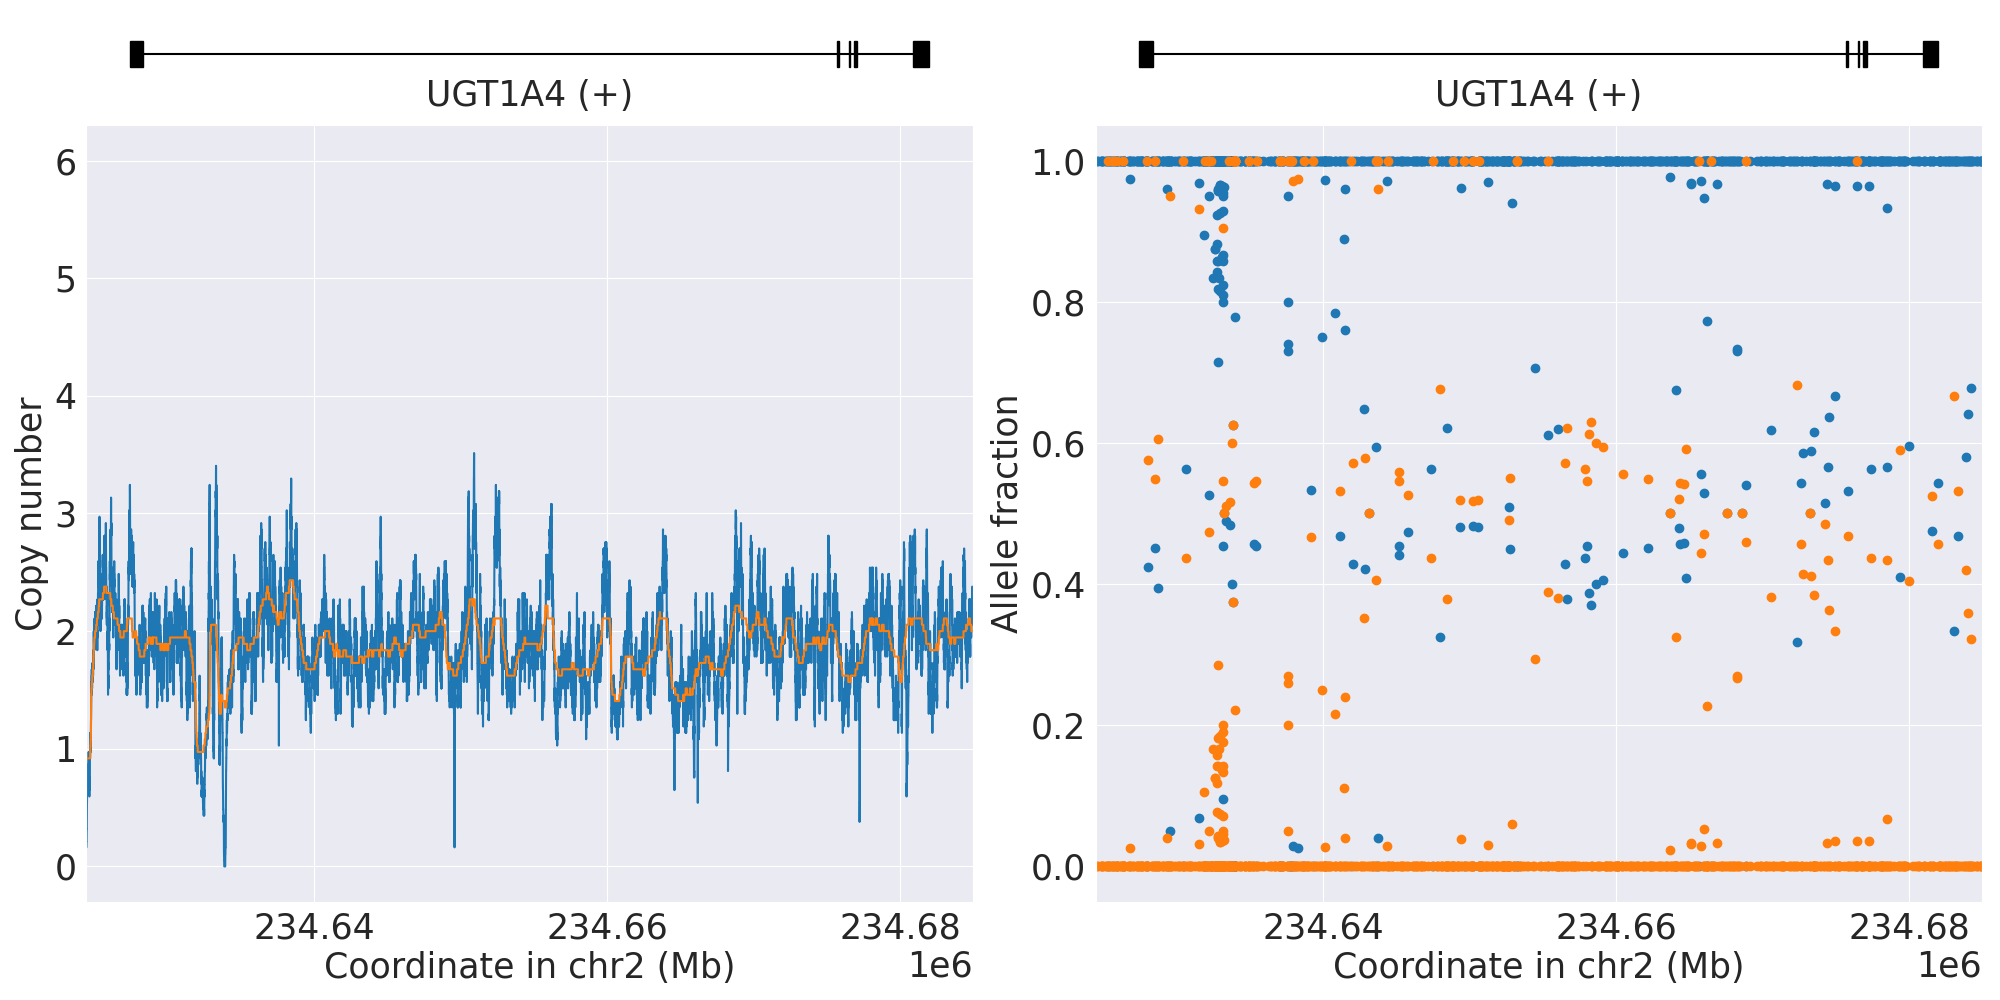 UGT1A4 (+)
6
5
4
3
2
1
0
Copy number
234.64
234.66
234.68
Coordinate in chr2 (Mb)
1e6
UGT1A4 (+)
1.0
0.8
0.6
0.4
0.2
0.0
Allele fraction
234.64
234.66
234.68
Coordinate in chr2 (Mb)
1e6